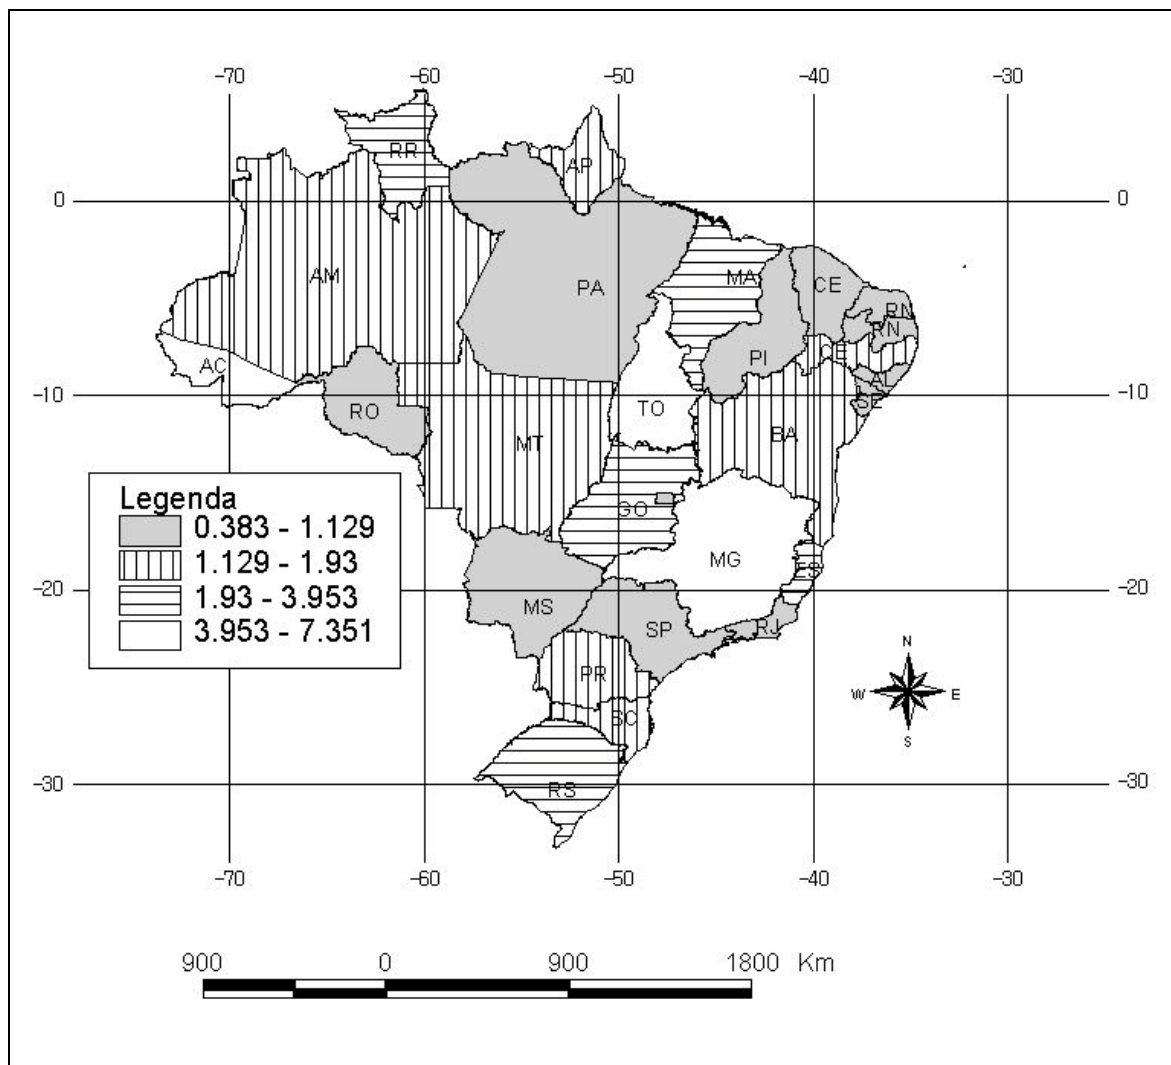 −70 −60 −50 −40 −30
RR
AP
0 0
AM
MA
PA
CE
RN
RN
PI
CE
AC
AL
−10 −10
TO
SE
RO
BA
MT
Legenda
0.383 - 1.129
1.129 - 1.93
1.93 - 3.953
3.953 - 7.351
GO
MG
ES
−20 −20
MS
SP
RJ
N
PR
W E
SC
S
−30 −30
RS
−70 −60 −50 −40 −30
900 0 900 1800 Km